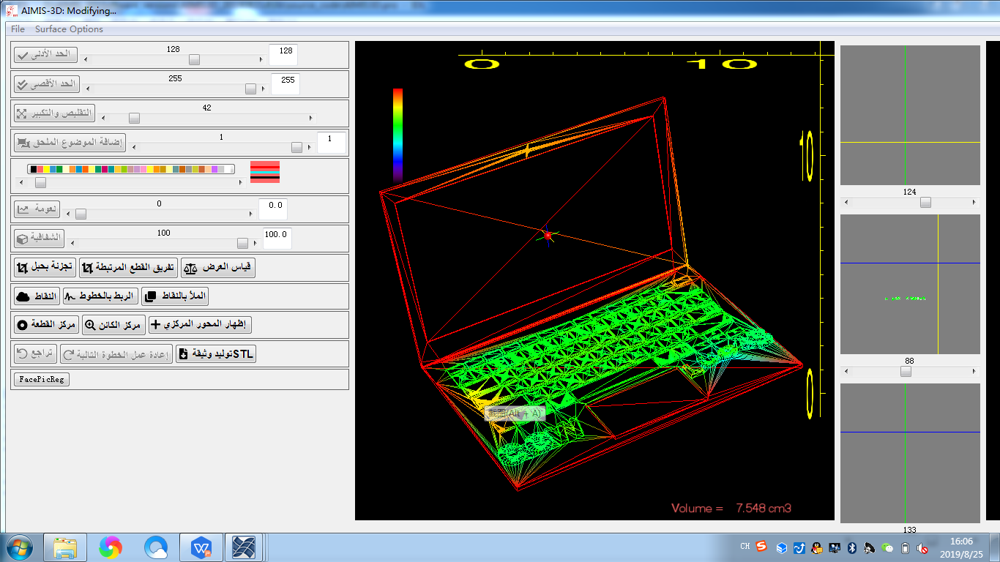 AIMIS-3D: Modifying...
File Surface Options
الحد الأدنى 128 128
الحد الأقصى 255 255
التقليص والتكبير 42
إضافة الموضوع الملحق 1 1
نعومة 0 0.0
الشفافية 100 100.0
تجزئة بحبل تفريق القطع المرتبطة قياس العرض
النقاط الربط بالخطوط الملأ بالنقاط
مركز القطعة مركز الكائن إظهار المحور المركزي
تراجع إعادة عمل الخطوة التالية توليد وثيقة STL
FacePicReg
0 10
10
0
截图(Alt + A)
Volume = 7.548 cm3
124
88
133
CH
16:06
2019/8/25